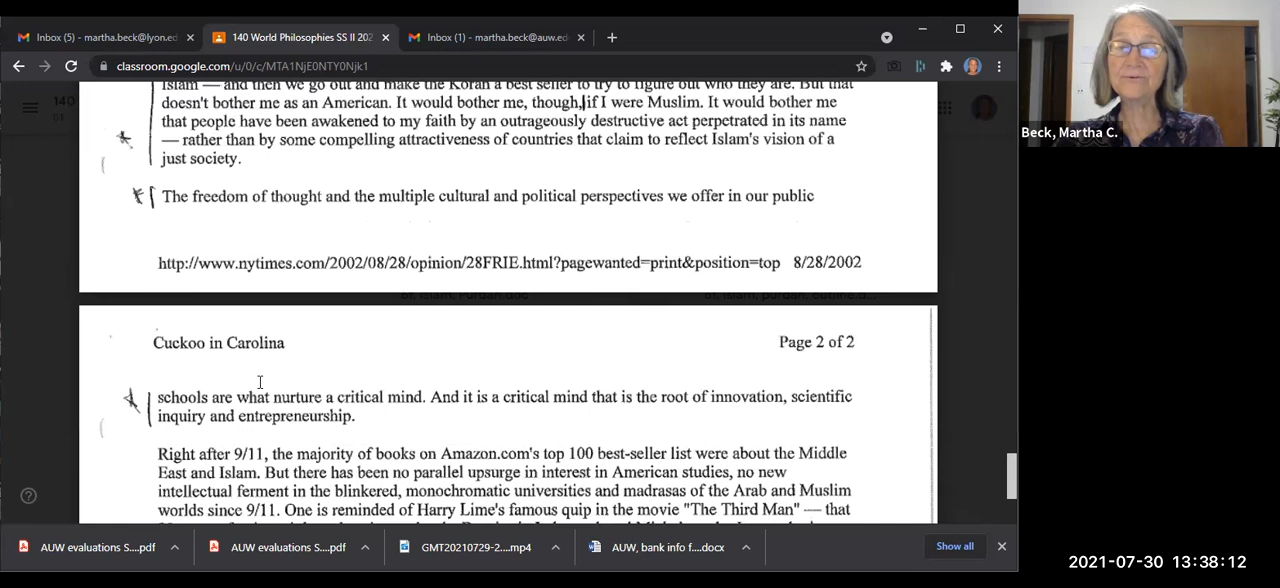 Inbox (5) - martha.beck@lyon.ed
140 World Philosophies SS II 202
Inbox (1) - martha.beck@auw.ed
classroom.google.com/u/0/c/MTA1NjE0NTY0Njk1
140
Islam — and then we go out and make the Koran a best seller to try to figure out who they are. But that
doesn't bother me as an American. It would bother me, though, if I were Muslim. It would bother me
that people have been awakened to my faith by an outrageously destructive act perpetrated in its name
— rather than by some compelling attractiveness of countries that claim to reflect Islam's vision of a
just society.
The freedom of thought and the multiple cultural and political perspectives we offer in our public
http://www.nytimes.com/2002/08/28/opinion/28FRIE.html?pagewanted=print&position=top 8/28/2002
Cuckoo in Carolina
Page 2 of 2
schools are what nurture a critical mind. And it is a critical mind that is the root of innovation, scientific
inquiry and entrepreneurship.
Right after 9/11, the majority of books on Amazon.com's top 100 best-seller list were about the Middle
East and Islam. But there has been no parallel upsurge in interest in American studies, no new
intellectual ferment in the blinkered, monochromatic universities and madrasas of the Arab and Muslim
worlds since 9/11. One is reminded of Harry Lime's famous quip in the movie "The Third Man" — that
AUW evaluations S....pdf
AUW evaluations S....pdf
GMT20210729-2....mp4
AUW, bank info f....docx
Show all
Beck, Martha C.
2021-07-30 13:38:12